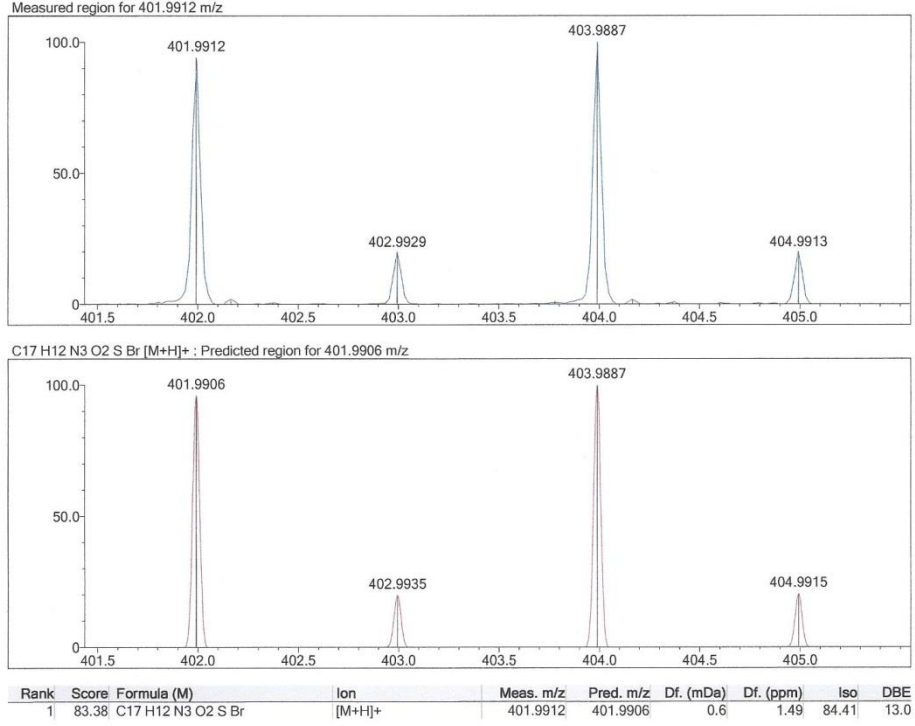 Measured region for 401.9912 m/z
100.0
401.9912
403.9887
50.0
402.9929
404.9913
0
401.5 402.0 402.5 403.0 403.5 404.0 404.5 405.0
C17 H12 N3 O2 S Br [M+H]+ : Predicted region for 401.9906 m/z
100.0
401.9906
403.9887
50.0
402.9935
404.9915
0
401.5 402.0 402.5 403.0 403.5 404.0 404.5 405.0
Rank Score Formula (M) Ion Meas. m/z Pred. m/z Df. (mDa) Df. (ppm) Iso DBE
1 83.38 C17 H12 N3 O2 S Br [M+H]+ 401.9912 401.9906 0.6 1.49 84.41 13.0